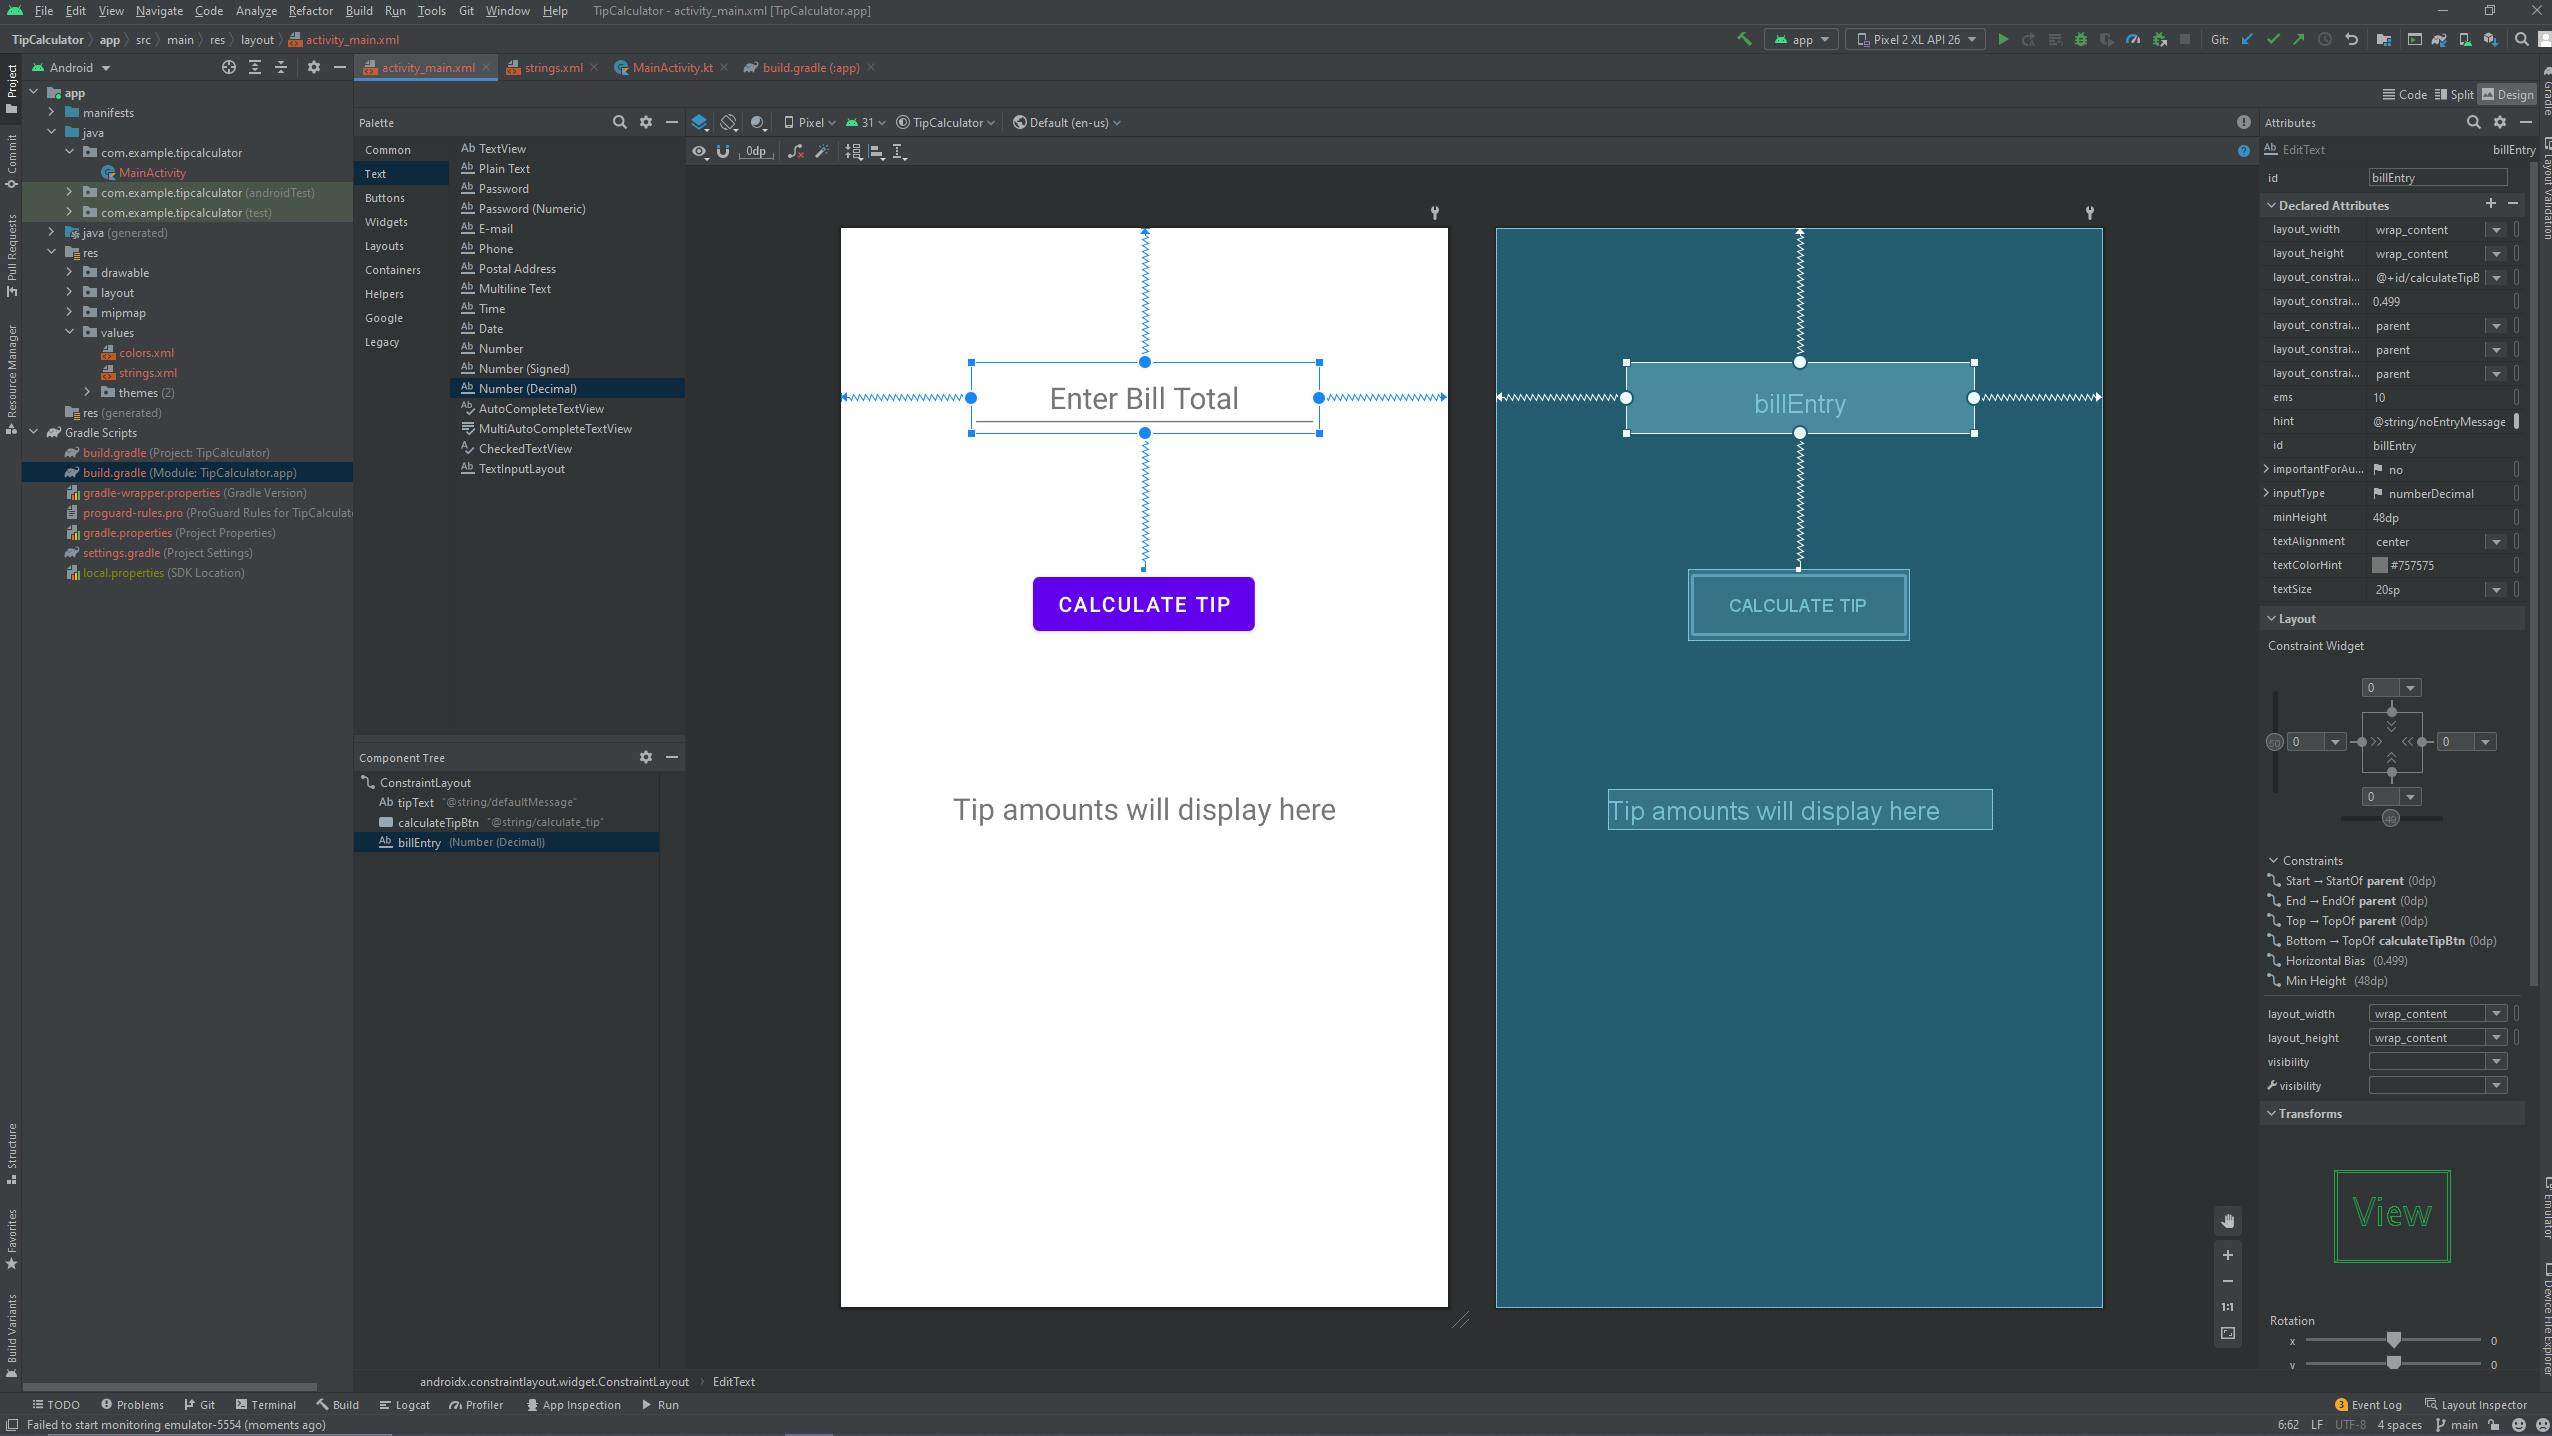 File Edit View Navigate Code Analyze Refactor Build Run Tools Git Window Help TipCalculator - activity_main.xml [TipCalculator.app]
TipCalculator app src main res layout activity_main.xml
app Pixel 2 XL API 26 Git:
Android
activity_main.xml strings.xml MainActivity.kt build.gradle (:app)
Code Split Design
Project
Commit
Pull Requests
Resource Manager
Structure
Favorites
Build Variants
app
manifests
java
com.example.tipcalculator
MainActivity
com.example.tipcalculator (androidTest)
com.example.tipcalculator (test)
java (generated)
res
drawable
layout
mipmap
values
colors.xml
strings.xml
themes (2)
res (generated)
Gradle Scripts
build.gradle (Project: TipCalculator)
build.gradle (Module: TipCalculator.app)
gradle-wrapper.properties (Gradle Version)
proguard-rules.pro (ProGuard Rules for TipCalculat
gradle.properties (Project Properties)
settings.gradle (Project Settings)
local.properties (SDK Location)
Palette
Common
Text
Buttons
Widgets
Layouts
Containers
Helpers
Google
Legacy
Ab TextView
Ab Plain Text
Ab Password
Ab Password (Numeric)
Ab E-mail
Ab Phone
Ab Postal Address
Ab Multiline Text
Ab Time
Ab Date
Ab Number
Ab Number (Signed)
Ab Number (Decimal)
AutoCompleteTextView
MultiAutoCompleteTextView
CheckedTextView
Ab TextInputLayout
Component Tree
ConstraintLayout
Ab tipText "@string/defaultMessage"
calculateTipBtn "@string/calculate_tip"
Ab billEntry (Number (Decimal))
Pixel 31 TipCalculator Default (en-us)
0dp
Enter Bill Total
CALCULATE TIP
Tip amounts will display here
billEntry
CALCULATE TIP
Tip amounts will display here
1:1
Attributes
Ab EditText billEntry
id billEntry
Declared Attributes
layout_width wrap_content
layout_height wrap_content
layout_constrai... @+id/calculateTipB
layout_constrai... 0.499
layout_constrai... parent
layout_constrai... parent
layout_constrai... parent
ems 10
hint @string/noEntryMessage
id billEntry
importantForAu... no
inputType numberDecimal
minHeight 48dp
textAlignment center
textColorHint #757575
textSize 20sp
Layout
Constraint Widget
0
50 0 0
0
49
Constraints
Start → StartOf parent (0dp)
End → EndOf parent (0dp)
Top → TopOf parent (0dp)
Bottom → TopOf calculateTipBtn (0dp)
Horizontal Bias (0.499)
Min Height (48dp)
layout_width wrap_content
layout_height wrap_content
visibility
visibility
Transforms
View
Rotation
x 0
y 0
Gradle
Layout Validation
Emulator
Device File Explorer
androidx.constraintlayout.widget.ConstraintLayout EditText
TODO Problems Git Terminal Build Logcat Profiler App Inspection Run 3 Event Log Layout Inspector
Failed to start monitoring emulator-5554 (moments ago) 6:62 LF UTF-8 4 spaces main